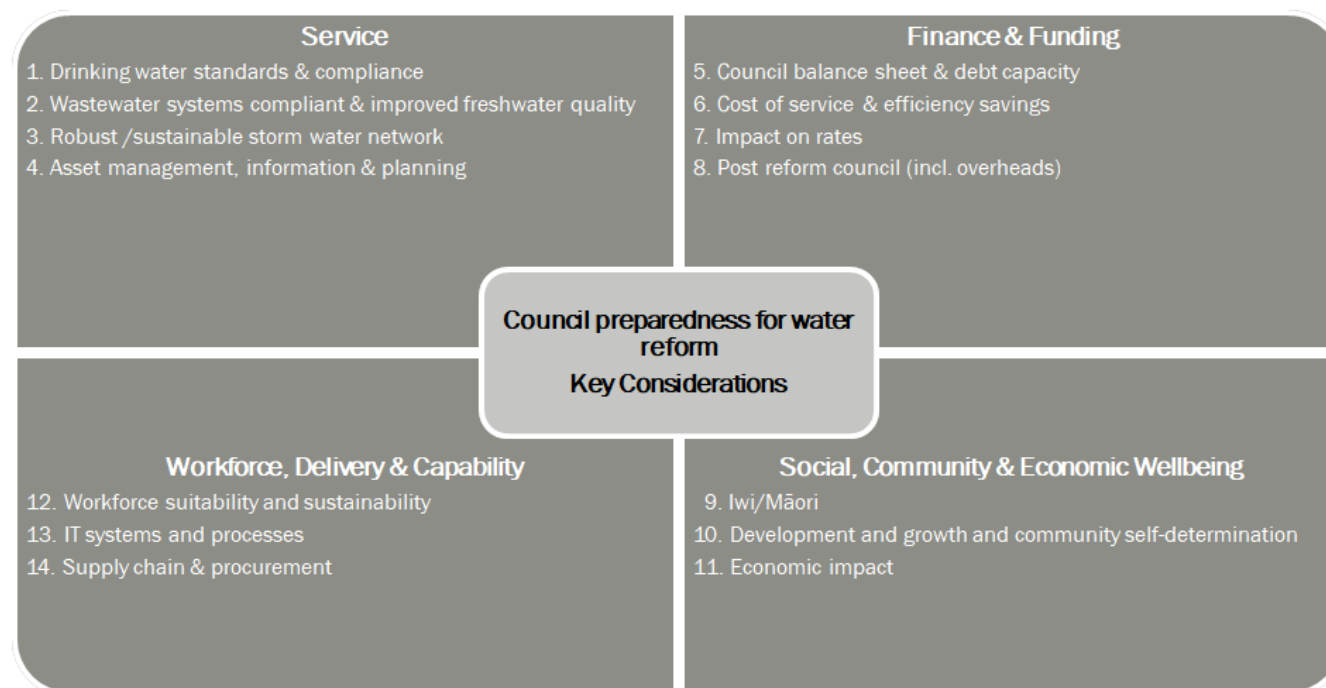 Service
1. Drinking water standards & compliance
2. Wastewater systems compliant & improved freshwater quality
3. Robust /sustainable storm water network
4. Asset management, information & planning
Finance & Funding
5. Council balance sheet & debt capacity
6. Cost of service & efficiency savings
7. Impact on rates
8. Post reform council (incl. overheads)
Council preparedness for water
reform
Key Considerations
Workforce, Delivery & Capability
12. Workforce suitability and sustainability
13. IT systems and processes
14. Supply chain & procurement
Social, Community & Economic Wellbeing
9. Iwi/Māori
10. Development and growth and community self-determination
11. Economic impact